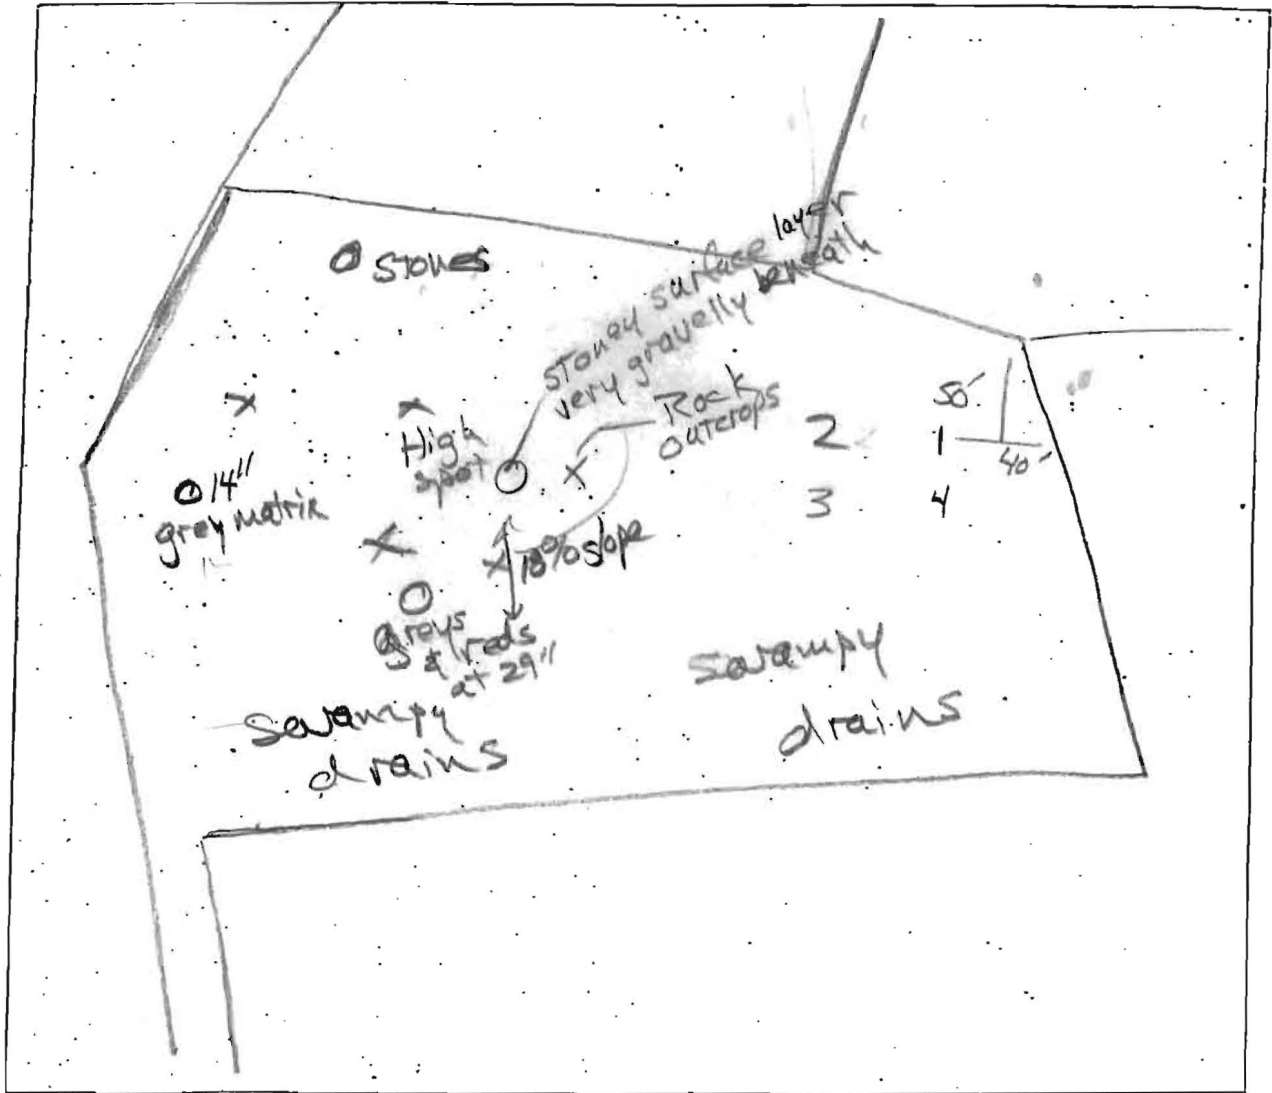 stones
stoney surface layer
very gravelly beneath
Rock
outcrops
High
spot
50'
40'
2
1
3
4
14"
grey matrix
18% slope
greys
& reds
at 29"
Swampy
drains
Swampy
drains